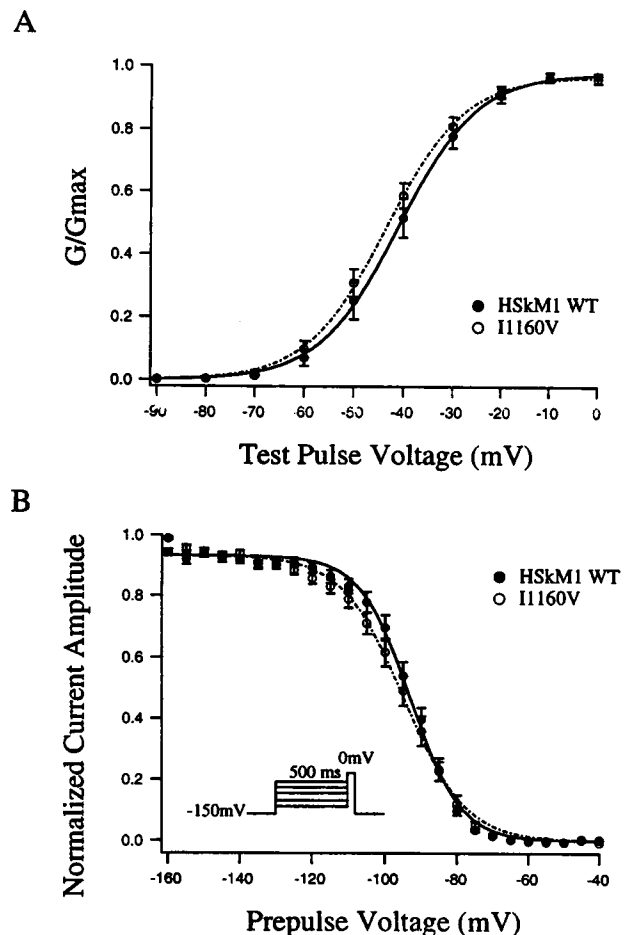 A
1.0
0.8
0.6
0.4
0.2
0.0
G/Gmax
HSkM1 WT
I1160V
-90 -80 -70 -60 -50 -40 -30 -20 -10 0
Test Pulse Voltage (mV)
B
1.0
0.8
0.6
0.4
0.2
0.0
Normalized Current Amplitude
HSkM1 WT
I1160V
0mV
500 ms
-150mV
-160 -140 -120 -100 -80 -60 -40
Prepulse Voltage (mV)